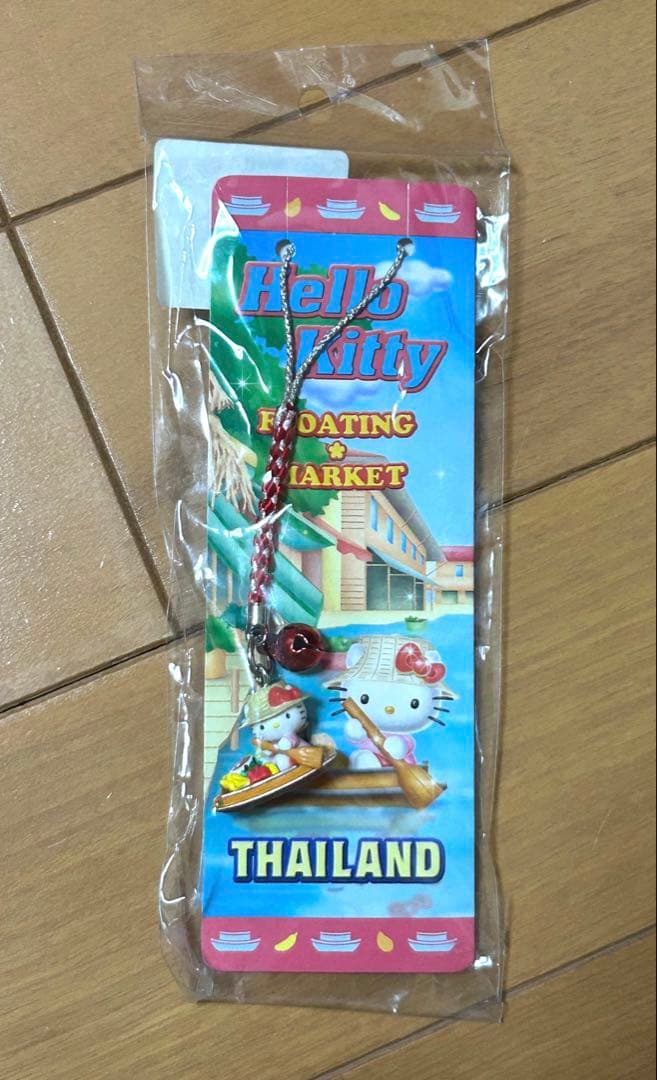 Hello
Kitty
FLOATING
MARKET
THAILAND